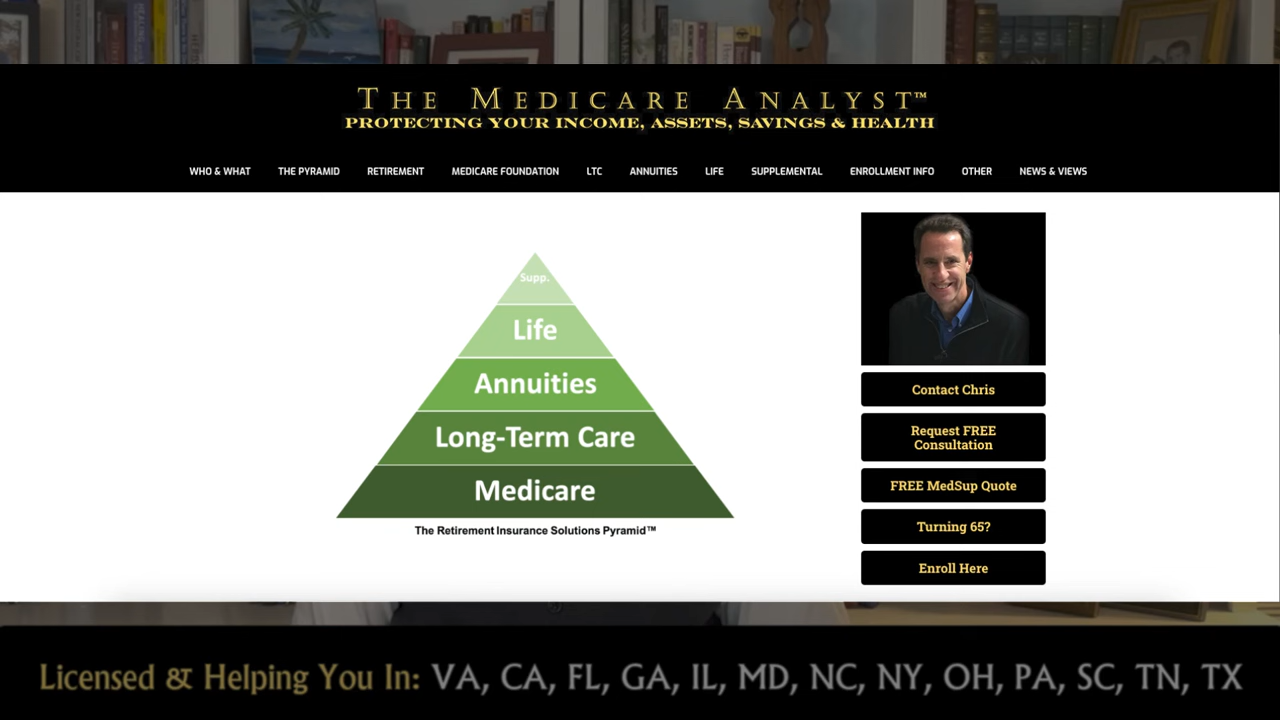 THE MEDICARE ANALYST™
PROTECTING YOUR INCOME, ASSETS, SAVINGS & HEALTH
WHO & WHAT THE PYRAMID RETIREMENT MEDICARE FOUNDATION LTC ANNUITIES LIFE SUPPLEMENTAL ENROLLMENT INFO OTHER NEWS & VIEWS
Supp.
Life
Annuities
Long-Term Care
Medicare
The Retirement Insurance Solutions Pyramid™
Contact Chris
Request FREE
Consultation
FREE MedSup Quote
Turning 65?
Enroll Here
Licensed & Helping You In: VA, CA, FL, GA, IL, MD, NC, NY, OH, PA, SC, TN, TX